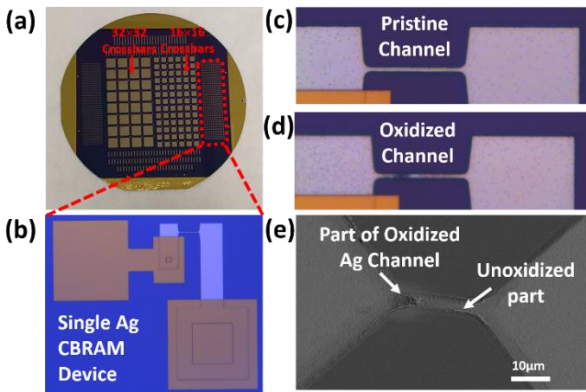 (a)
32×32 16×16
Crossbars Crossbars
(b)
Single Ag
CBRAM
Device
(c)
Pristine
Channel
(d)
Oxidized
Channel
(e)
Part of Oxidized
Ag Channel
Unoxidized
part
10μm